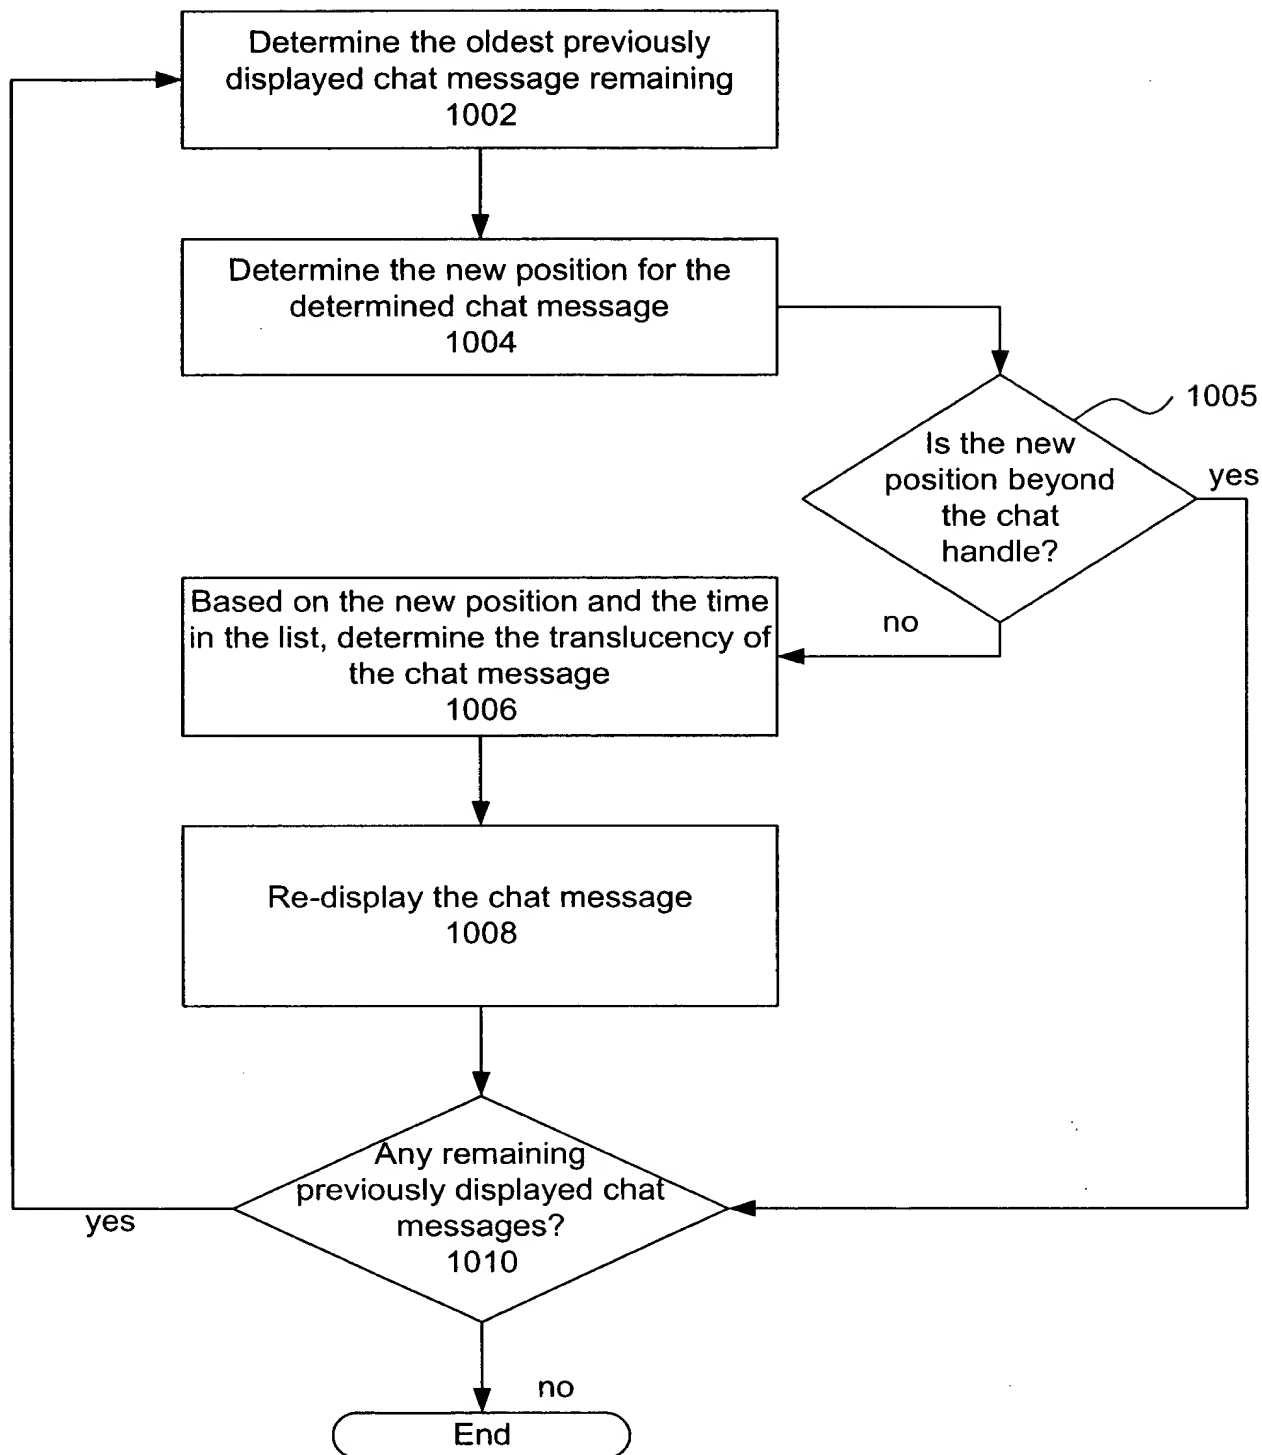 Determine the oldest previously
displayed chat message remaining
1002
Determine the new position for the
determined chat message
1004
1005
Is the new
position beyond
the chat
handle?
yes
no
Based on the new position and the time
in the list, determine the translucency of
the chat message
1006
Re-display the chat message
1008
Any remaining
previously displayed chat
messages?
1010
yes
no
End